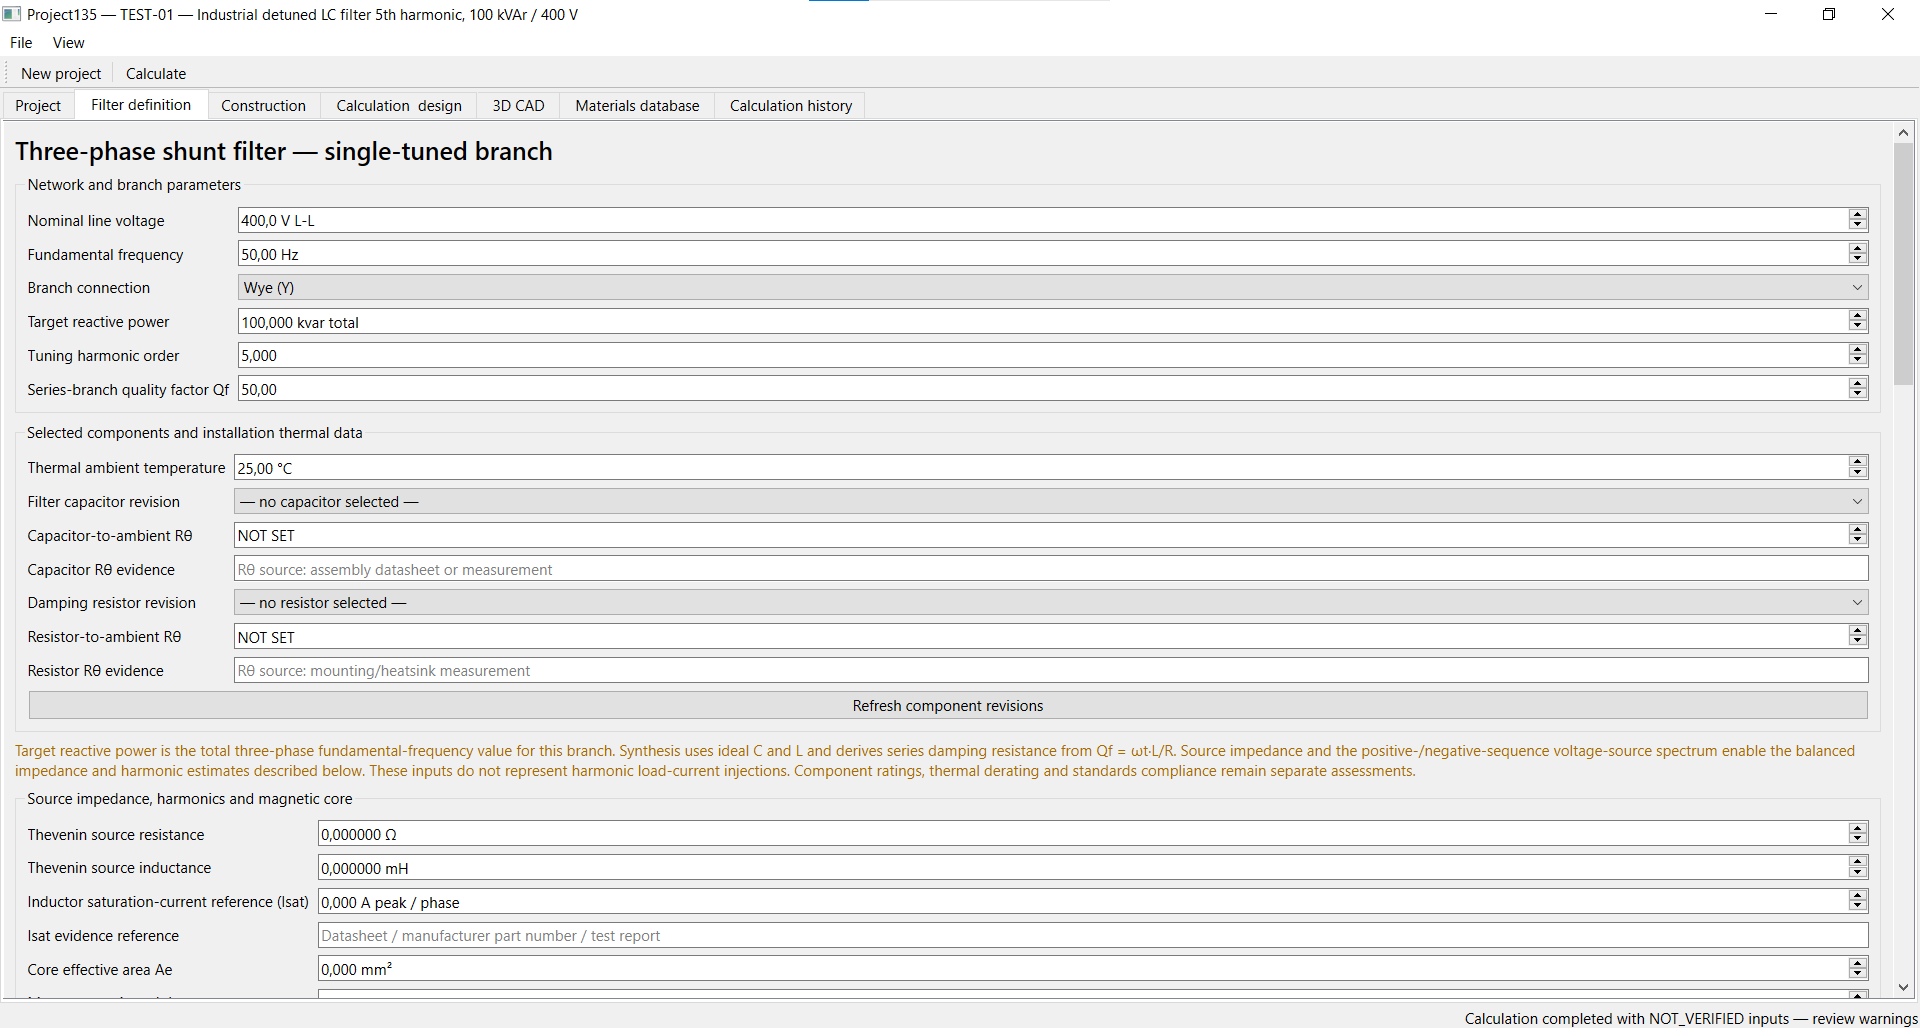 Project135 — TEST-01 — Industrial detuned LC filter 5th harmonic, 100 kVAr / 400 V
File View
New project Calculate
Project Filter definition Construction Calculation design 3D CAD Materials database Calculation history
Three-phase shunt filter — single-tuned branch
Network and branch parameters
Nominal line voltage 400,0 V L-L
Fundamental frequency 50,00 Hz
Branch connection Wye (Y)
Target reactive power 100,000 kvar total
Tuning harmonic order 5,000
Series-branch quality factor Qf 50,00
Selected components and installation thermal data
Thermal ambient temperature 25,00 °C
Filter capacitor revision — no capacitor selected —
Capacitor-to-ambient Rθ NOT SET
Capacitor Rθ evidence Rθ source: assembly datasheet or measurement
Damping resistor revision — no resistor selected —
Resistor-to-ambient Rθ NOT SET
Resistor Rθ evidence Rθ source: mounting/heatsink measurement
Refresh component revisions
Target reactive power is the total three-phase fundamental-frequency value for this branch. Synthesis uses ideal C and L and derives series damping resistance from Qf = ωt·L/R. Source impedance and the positive-/negative-sequence voltage-source spectrum enable the balanced
impedance and harmonic estimates described below. These inputs do not represent harmonic load-current injections. Component ratings, thermal derating and standards compliance remain separate assessments.
Source impedance, harmonics and magnetic core
Thevenin source resistance 0,000000 Ω
Thevenin source inductance 0,000000 mH
Inductor saturation-current reference (Isat) 0,000 A peak / phase
Isat evidence reference Datasheet / manufacturer part number / test report
Core effective area Ae 0,000 mm²
Calculation completed with NOT_VERIFIED inputs — review warnings